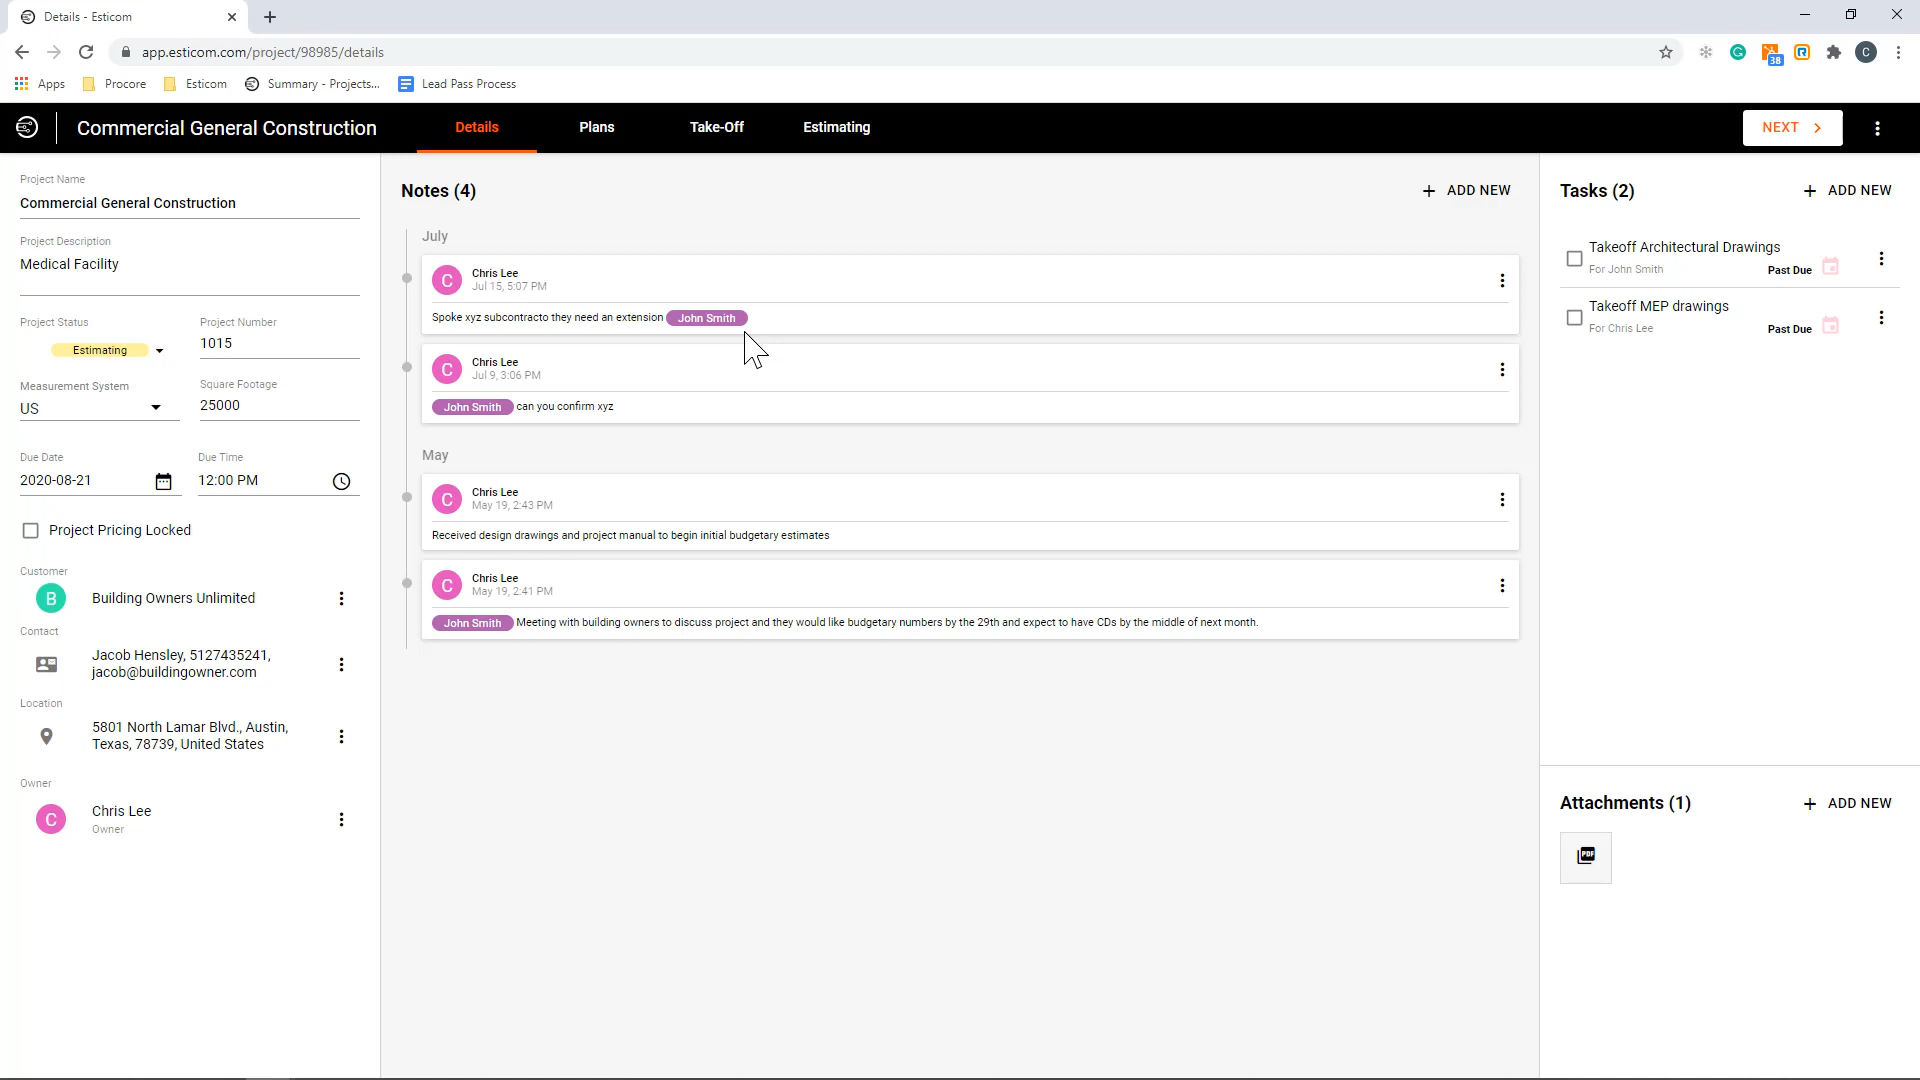 Details - Esticom
app.esticom.com/project/98985/details
38
C
Apps
Procore
Esticom
Summary - Projects...
Lead Pass Process
Commercial General Construction
Details
Plans
Take-Off
Estimating
NEXT
Project Name
Commercial General Construction
Project Description
Medical Facility
Project Status
Project Number
Estimating
1015
Measurement System
Square Footage
US
25000
Due Date
Due Time
2020-08-21
12:00 PM
Project Pricing Locked
Customer
B
Building Owners Unlimited
Contact
Jacob Hensley, 5127435241,
jacob@buildingowner.com
Location
5801 North Lamar Blvd., Austin,
Texas, 78739, United States
Owner
C
Chris Lee
Owner
Notes (4)
ADD NEW
July
C
Chris Lee
Jul 15, 5:07 PM
Spoke xyz subcontracto they need an extension John Smith
C
Chris Lee
Jul 9, 3:06 PM
John Smith can you confirm xyz
May
C
Chris Lee
May 19, 2:43 PM
Received design drawings and project manual to begin initial budgetary estimates
C
Chris Lee
May 19, 2:41 PM
John Smith Meeting with building owners to discuss project and they would like budgetary numbers by the 29th and expect to have CDs by the middle of next month.
Tasks (2)
ADD NEW
Takeoff Architectural Drawings
For John Smith
Past Due
Takeoff MEP drawings
For Chris Lee
Past Due
Attachments (1)
ADD NEW
PDF